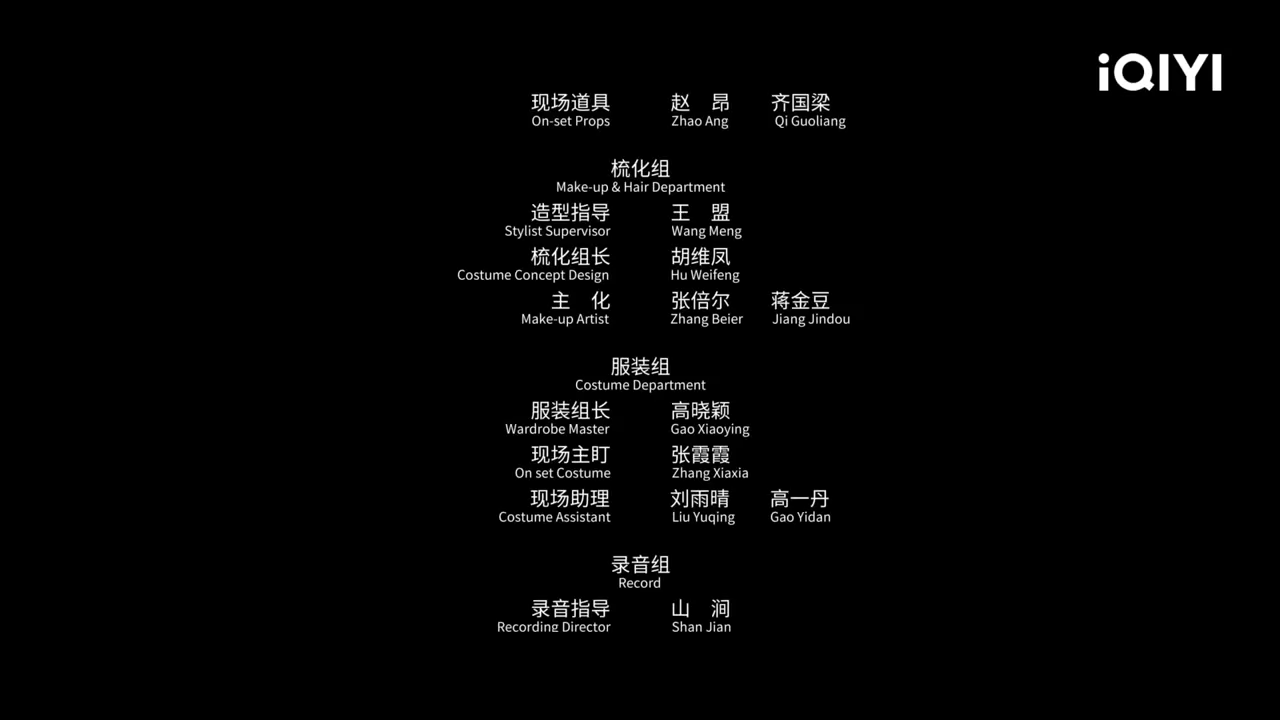 iQIYI
现场道具 赵 昂 齐国梁
On-set Props Zhao Ang Qi Guoliang
梳化组
Make-up & Hair Department
造型指导 王 盟
Stylist Supervisor Wang Meng
梳化组长 胡维凤
Costume Concept Design Hu Weifeng
主 化 张倍尔 蒋金豆
Make-up Artist Zhang Beier Jiang Jindou
服装组
Costume Department
服装组长 高晓颖
Wardrobe Master Gao Xiaoying
现场主盯 张霞霞
On set Costume Zhang Xiaxia
现场助理 刘雨晴 高一丹
Costume Assistant Liu Yuqing Gao Yidan
录音组
Record
录音指导 山 涧
Recording Director Shan Jian